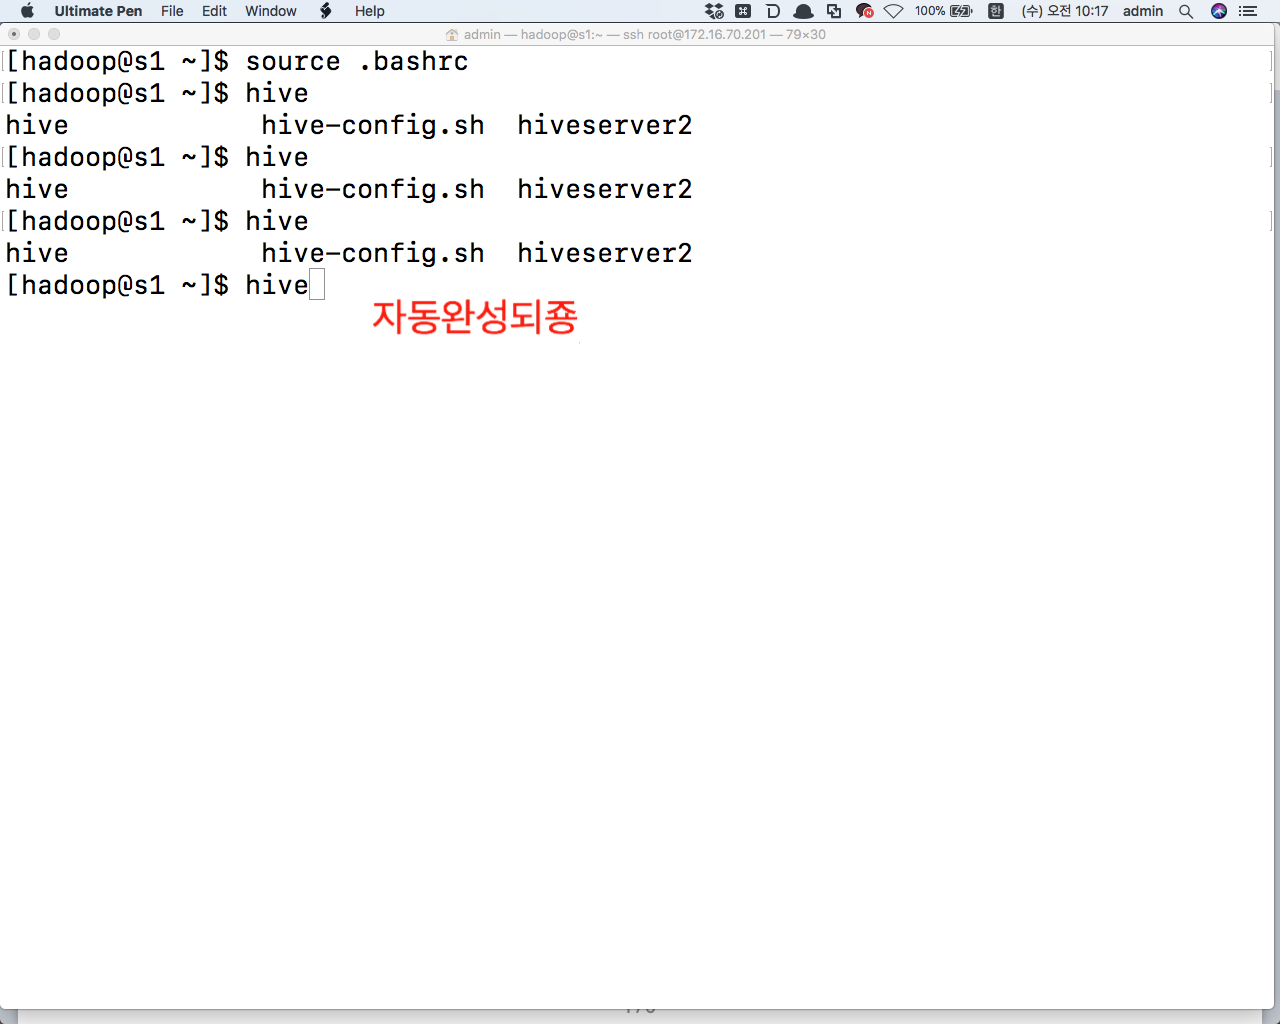 Ultimate Pen File Edit Window Help 100% 한 (수) 오전 10:17 admin
admin — hadoop@s1:~ — ssh root@172.16.70.201 — 79×30
[hadoop@s1 ~]$ source .bashrc
[hadoop@s1 ~]$ hive
hive hive-config.sh hiveserver2
[hadoop@s1 ~]$ hive
hive hive-config.sh hiveserver2
[hadoop@s1 ~]$ hive
hive hive-config.sh hiveserver2
[hadoop@s1 ~]$ hive
자동완성되죵